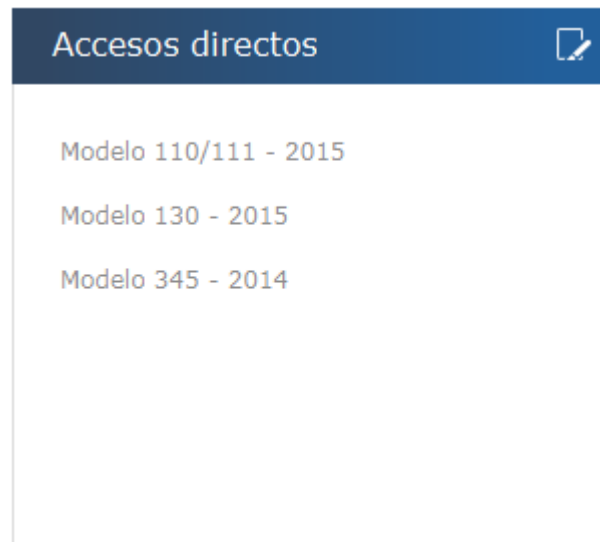 Accesos directos
Modelo 110/111 - 2015
Modelo 130 - 2015
Modelo 345 - 2014